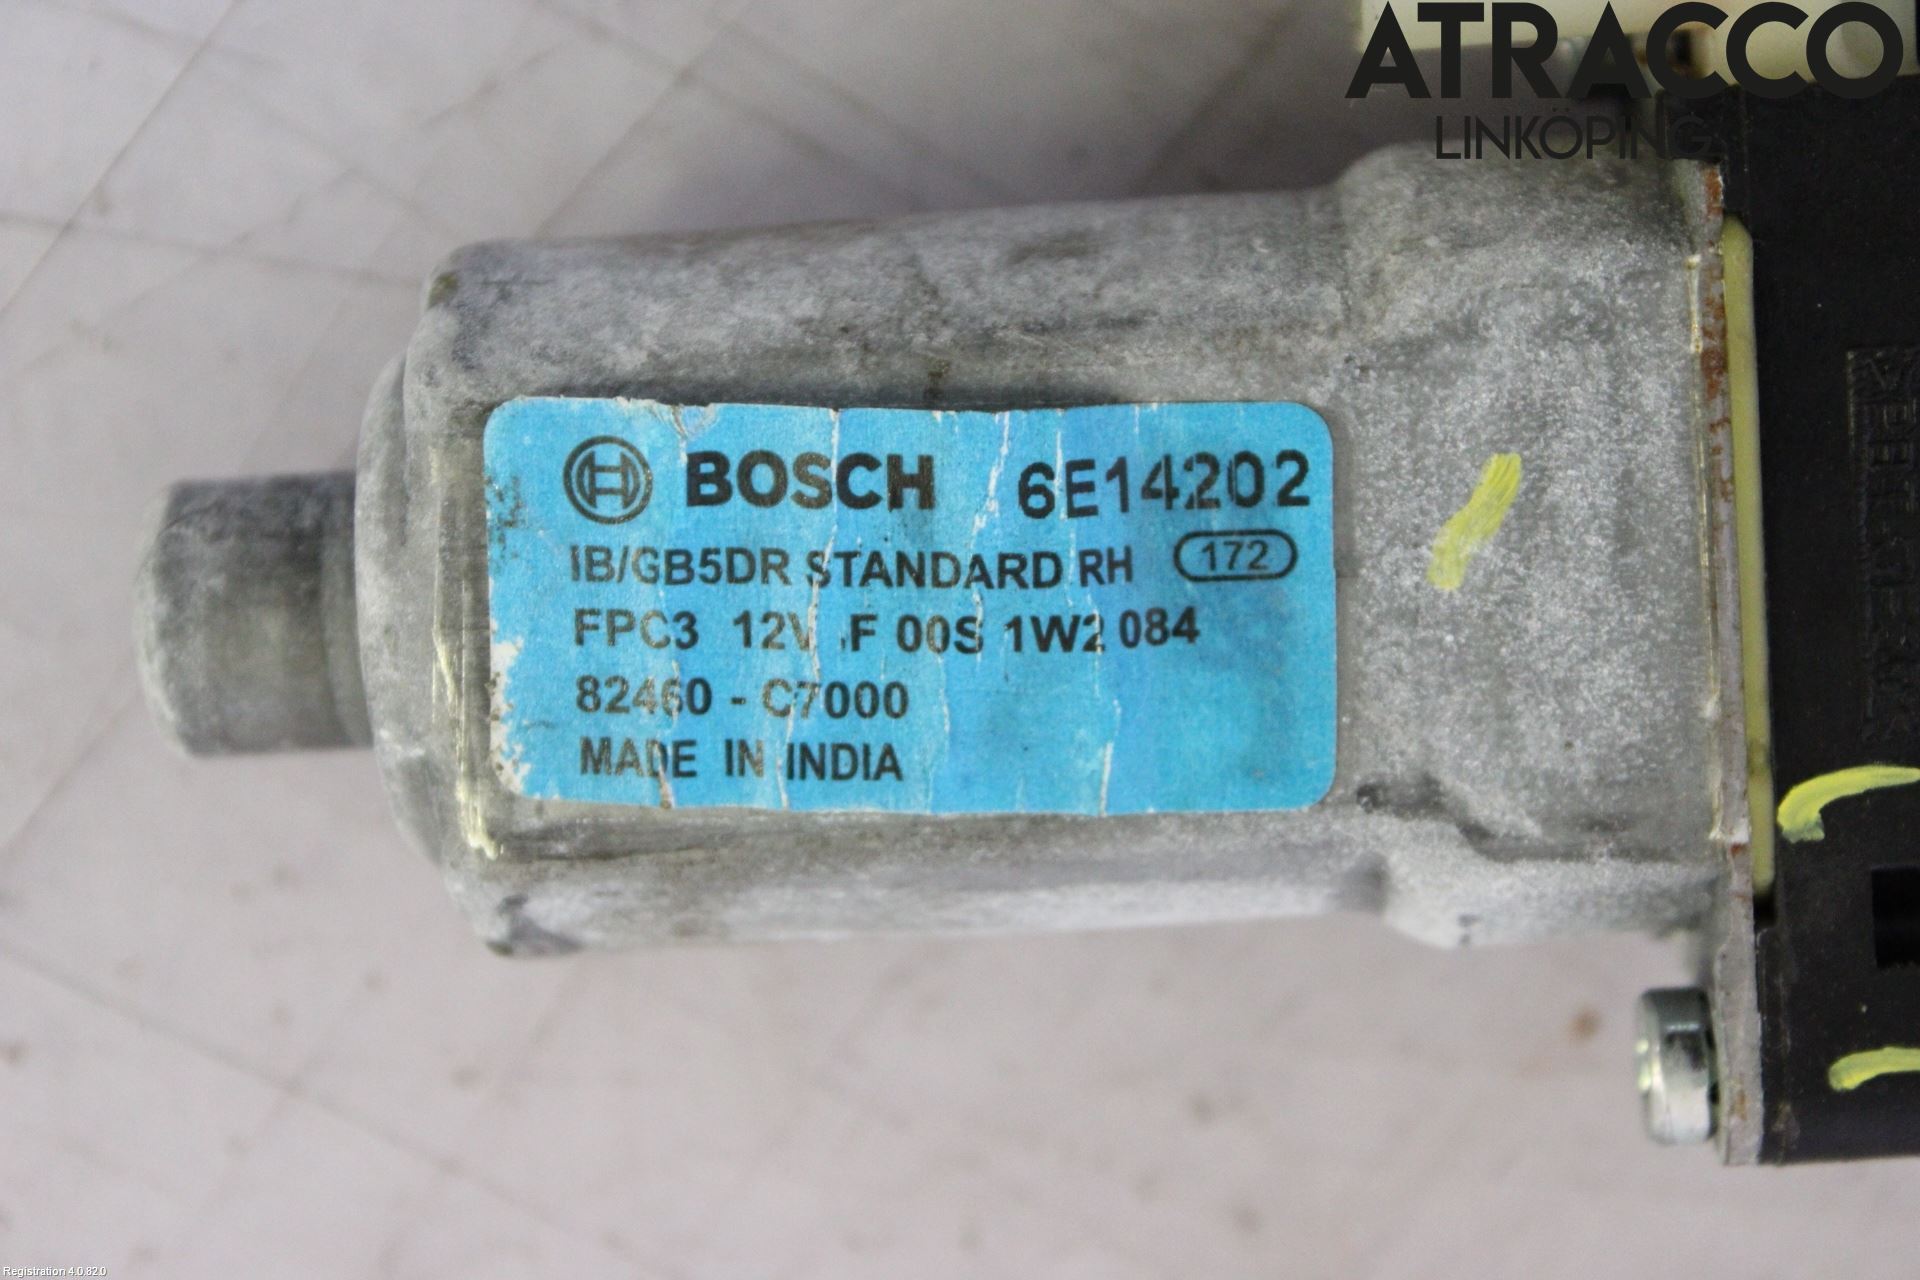 ATRACCO
LINKÖPING
BOSCH 6E14202
IB/GB5DR STANDARD RH 172
FPC3 12V F 00S 1W2 084
82460 - C7000
MADE IN INDIA
Registration 4.0.82.0